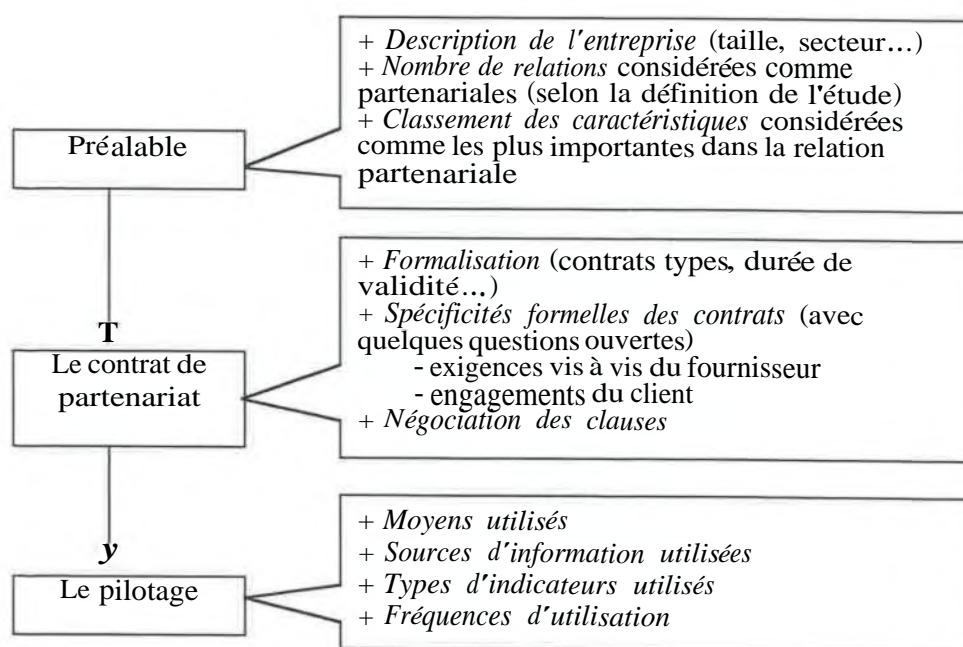 Préalable
+ Description de l'entreprise (taille, secteur...)
+ Nombre de relations considérées comme
partenariales (selon la définition de l'étude)
+ Classement des caractéristiques considérées
comme les plus importantes dans la relation
partenariale
T
Le contrat de
partenariat
+ Formalisation (contrats types, durée de
validité...)
+ Spécificités formelles des contrats (avec
quelques questions ouvertes)
- exigences vis à vis du fournisseur
- engagements du client
+ Négociation des clauses
y
Le pilotage
+ Moyens utilisés
+ Sources d'information utilisées
+ Types d'indicateurs utilisés
+ Fréquences d'utilisation